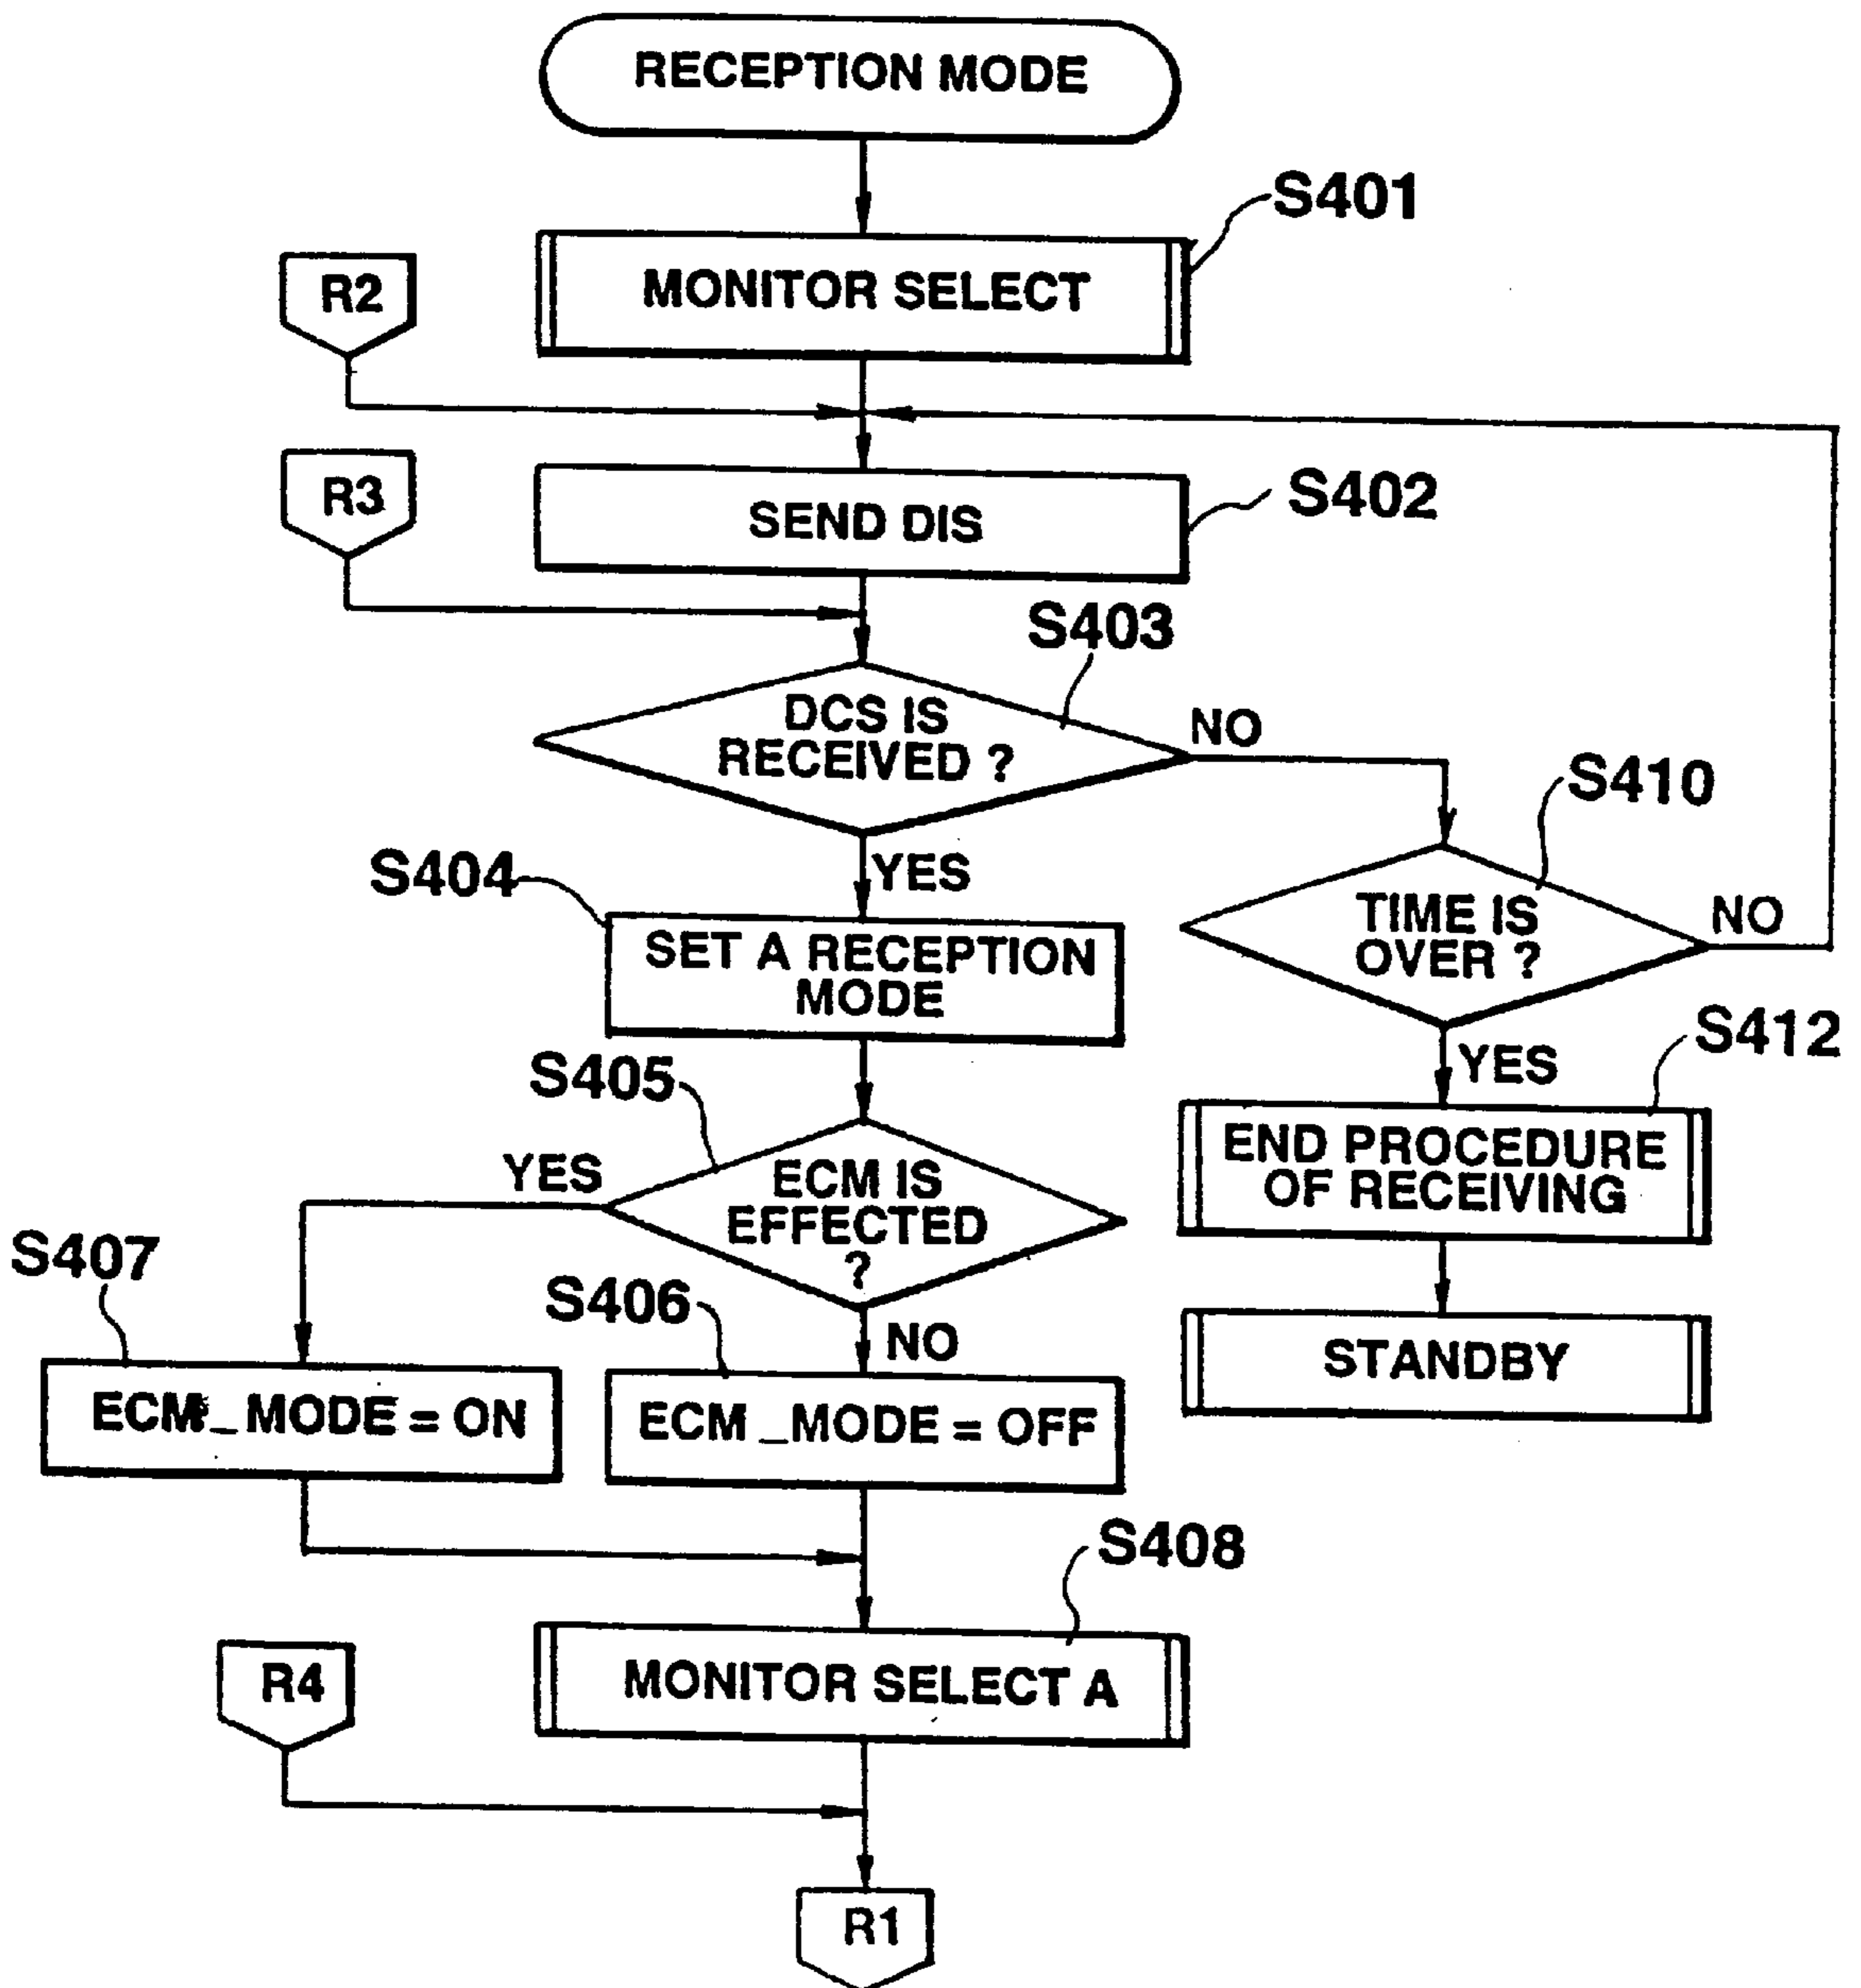 RECEPTION MODE
S401
R2
MONITOR SELECT
R3
SEND DIS
S402
S403
DCS IS
RECEIVED ?
NO
S410
S404
YES
TIME IS
OVER ?
NO
SET A RECEPTION
MODE
S412
S405
YES
YES
ECM IS
EFFECTED
?
END PROCEDURE
OF RECEIVING
S407
S406
NO
STANDBY
ECM_MODE = ON
ECM_MODE = OFF
S408
R4
MONITOR SELECT A
R1